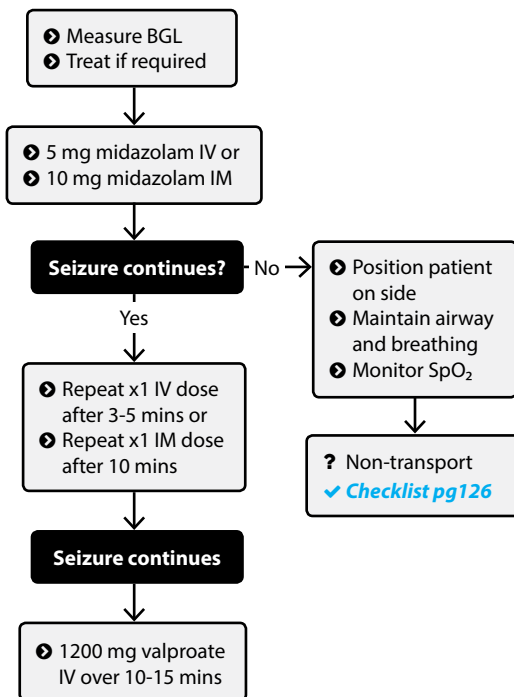 Measure BGL
Treat if required
5 mg midazolam IV or
10 mg midazolam IM
Seizure continues?
No
Position patient
on side
Maintain airway
and breathing
Monitor SpO₂
Yes
Repeat x1 IV dose
after 3-5 mins or
Repeat x1 IM dose
after 10 mins
? Non-transport
✓ Checklist pg126
Seizure continues
1200 mg valproate
IV over 10-15 mins